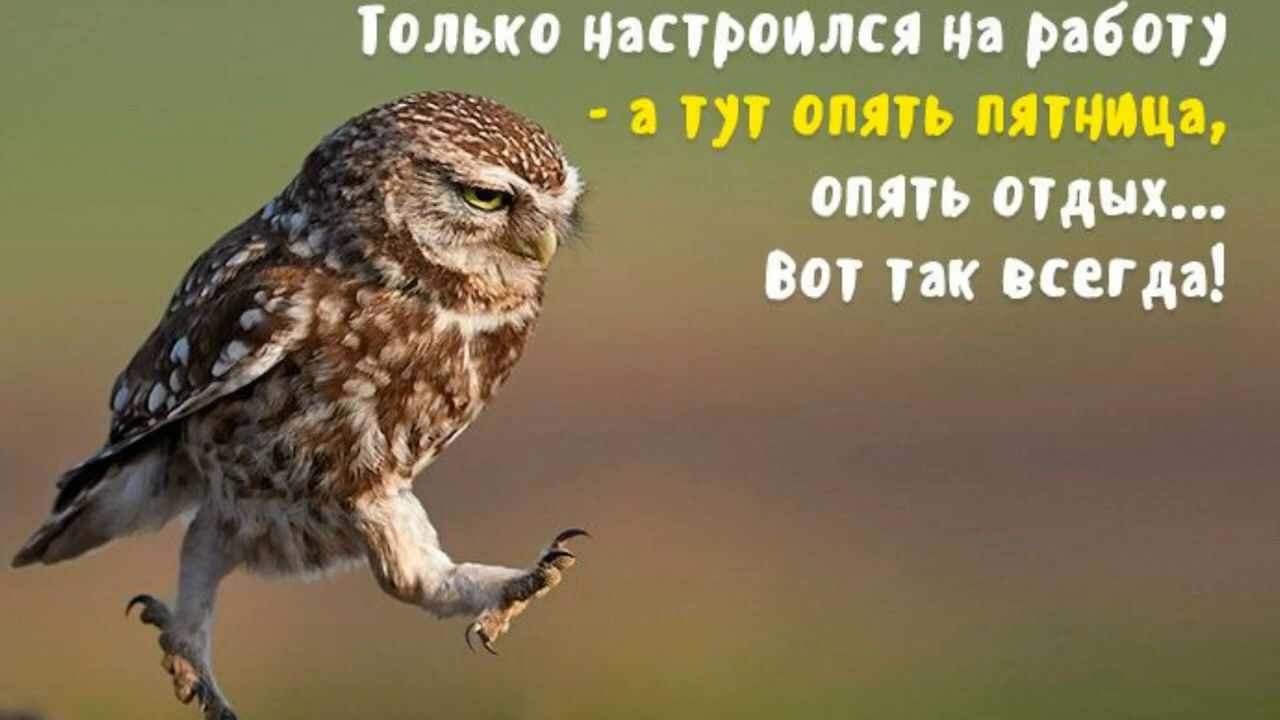 Только настроился на работу
- а тут опять пятница,
опять отдых...
Вот так всегда!